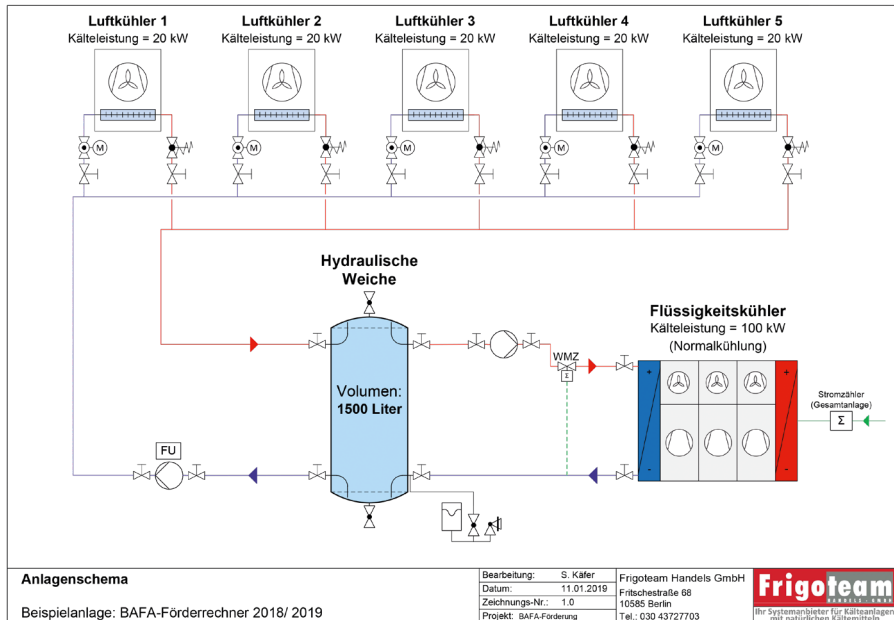 Luftkühler 1
Kälteleistung = 20 kW
Luftkühler 2
Kälteleistung = 20 kW
Luftkühler 3
Kälteleistung = 20 kW
Luftkühler 4
Kälteleistung = 20 kW
Luftkühler 5
Kälteleistung = 20 kW
M
M
M
M
M
Hydraulische
Weiche
Flüssigkeitskühler
Kälteleistung = 100 kW
(Normalkühlung)
WMZ
Σ
Volumen:
1500 Liter
+
-
+
-
Stromzähler
(Gesamtanlage)
Σ
FU
Anlagenschema
Beispielanlage: BAFA-Förderrechner 2018/ 2019
Bearbeitung: S. Käfer
Datum: 11.01.2019
Zeichnungs-Nr.: 1.0
Projekt: BAFA-Förderung
Frigoteam Handels GmbH
Fritschestraße 68
10585 Berlin
Tel.: 030 43727703
Frigoteam
HANDELS - GMBH
Ihr Systemanbieter für Kälteanlagen
mit natürlichen Kältemitteln